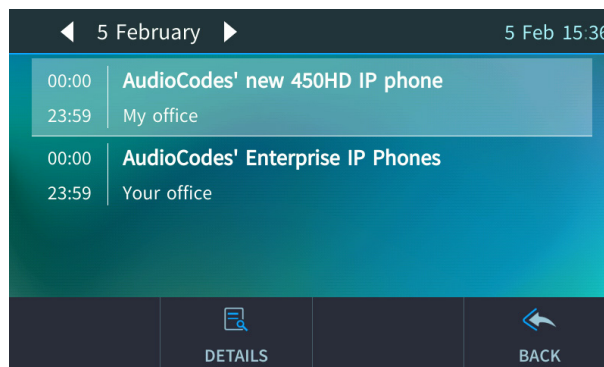 5 February
5 Feb 15:36
00:00 AudioCodes' new 450HD IP phone
23:59 My office
00:00 AudioCodes' Enterprise IP Phones
23:59 Your office
DETAILS
BACK